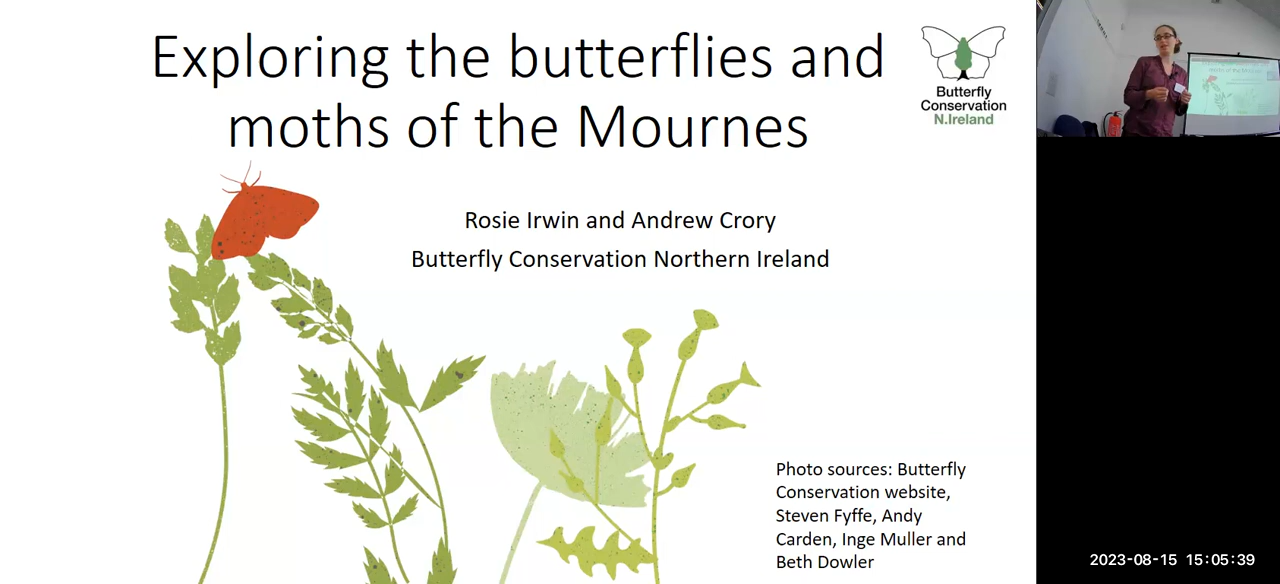 Exploring the butterflies and
moths of the Mournes
Butterfly
Conservation
N.Ireland
Rosie Irwin and Andrew Crory
Butterfly Conservation Northern Ireland
Photo sources: Butterfly
Conservation website,
Steven Fyffe, Andy
Carden, Inge Muller and
Beth Dowler
2023-08-15 15:05:39